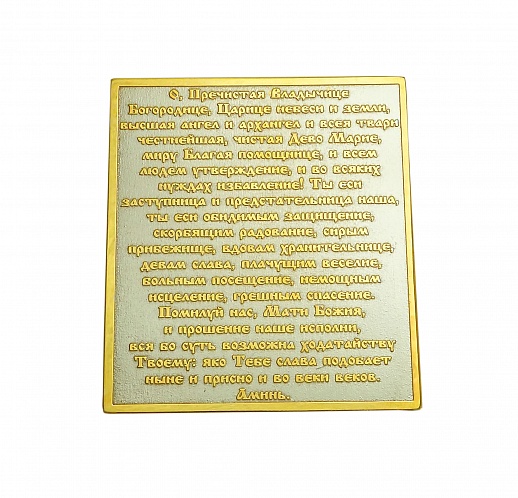 О, Пречистая Владычице
Богородице, Царице небеси и земли,
высшая ангел и архангел и всея твари
честнейшая, чистая Дево Марие,
миру Благая помощнице, и всем
людем утверждение, и во всяких
нуждах избавление! Ты еси
заступница и предстательница наша,
ты еси обидимым защищение,
скорбящим радование, сирым
прибежище, вдовам хранительнице,
девам слава, плачущим веселие,
больным посещение, немощным
исцеление, грешным спасение.
Помилуй нас, Мати Божия,
и прошение наше исполни,
вся бо суть возможна ходатайству
Твоему: яко Тебе слава подобает
ныне и присно и во веки веков.
Аминь.